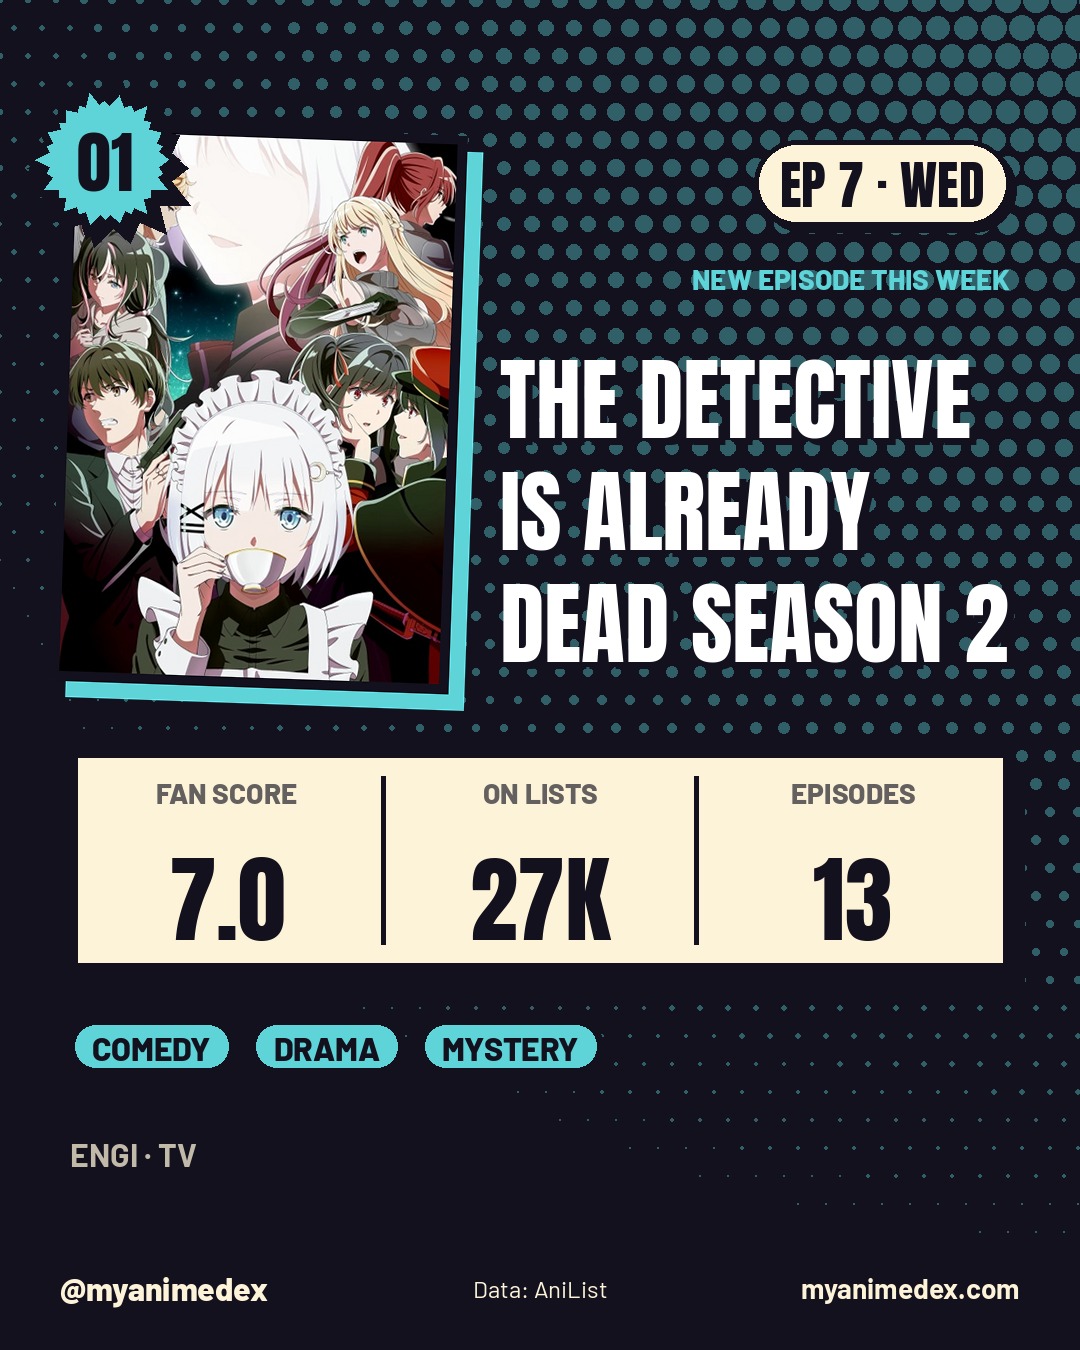 01
EP 7 · WED
NEW EPISODE THIS WEEK
THE DETECTIVE
IS ALREADY
DEAD SEASON 2
FAN SCORE
7.0
ON LISTS
27K
EPISODES
13
COMEDY
DRAMA
MYSTERY
ENGI · TV
@myanimedex
Data: AniList
myanimedex.com